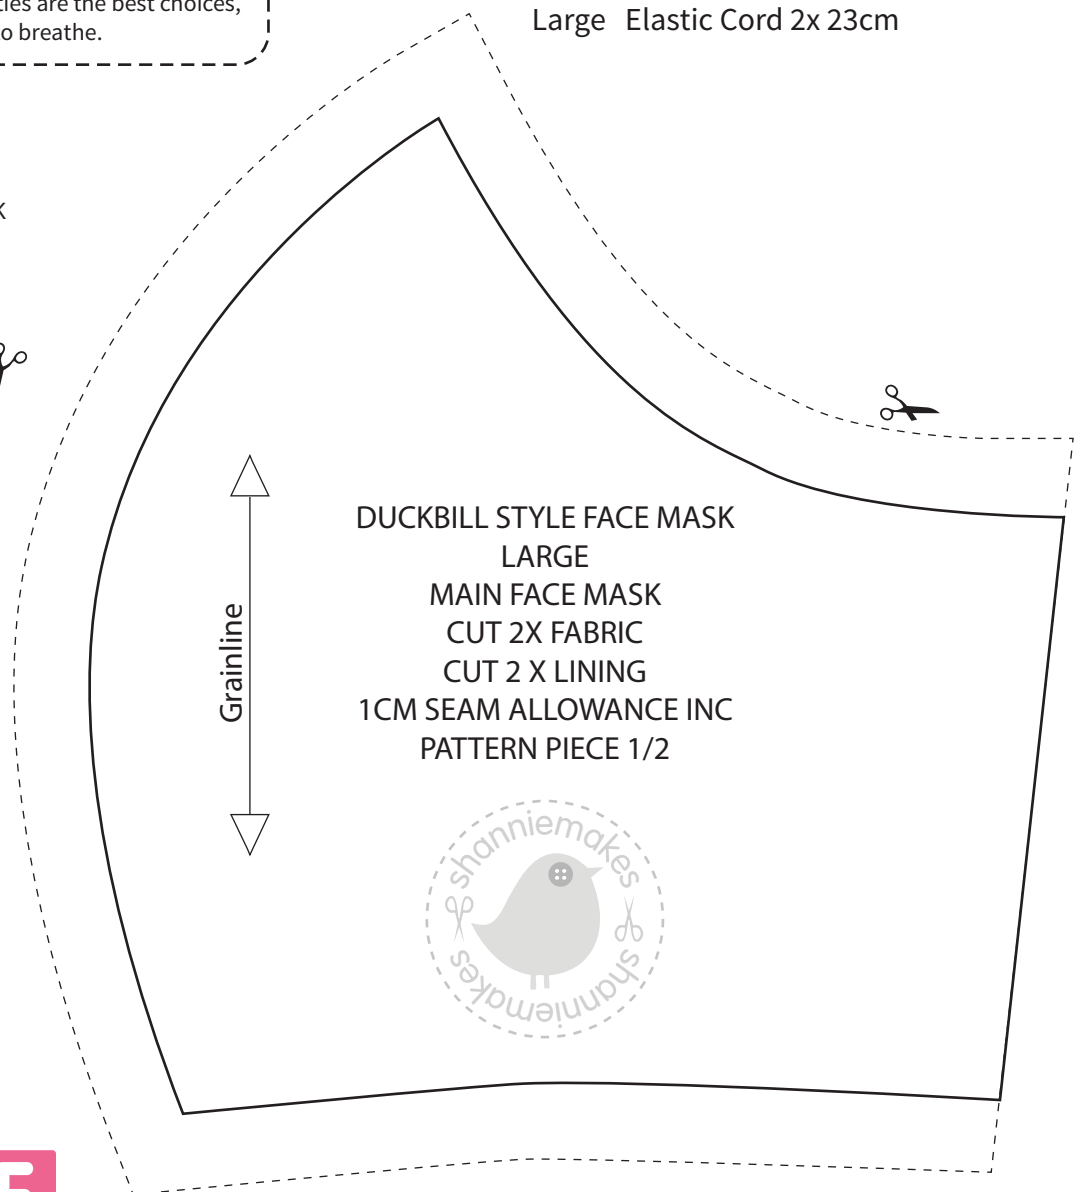 ties are the best choices,
o breathe.
Large Elastic Cord 2x 23cm
K
DUCKBILL STYLE FACE MASK
LARGE
MAIN FACE MASK
CUT 2X FABRIC
CUT 2 X LINING
1CM SEAM ALLOWANCE INC
PATTERN PIECE 1/2
Grainline
shanniemakes
shanniemakes